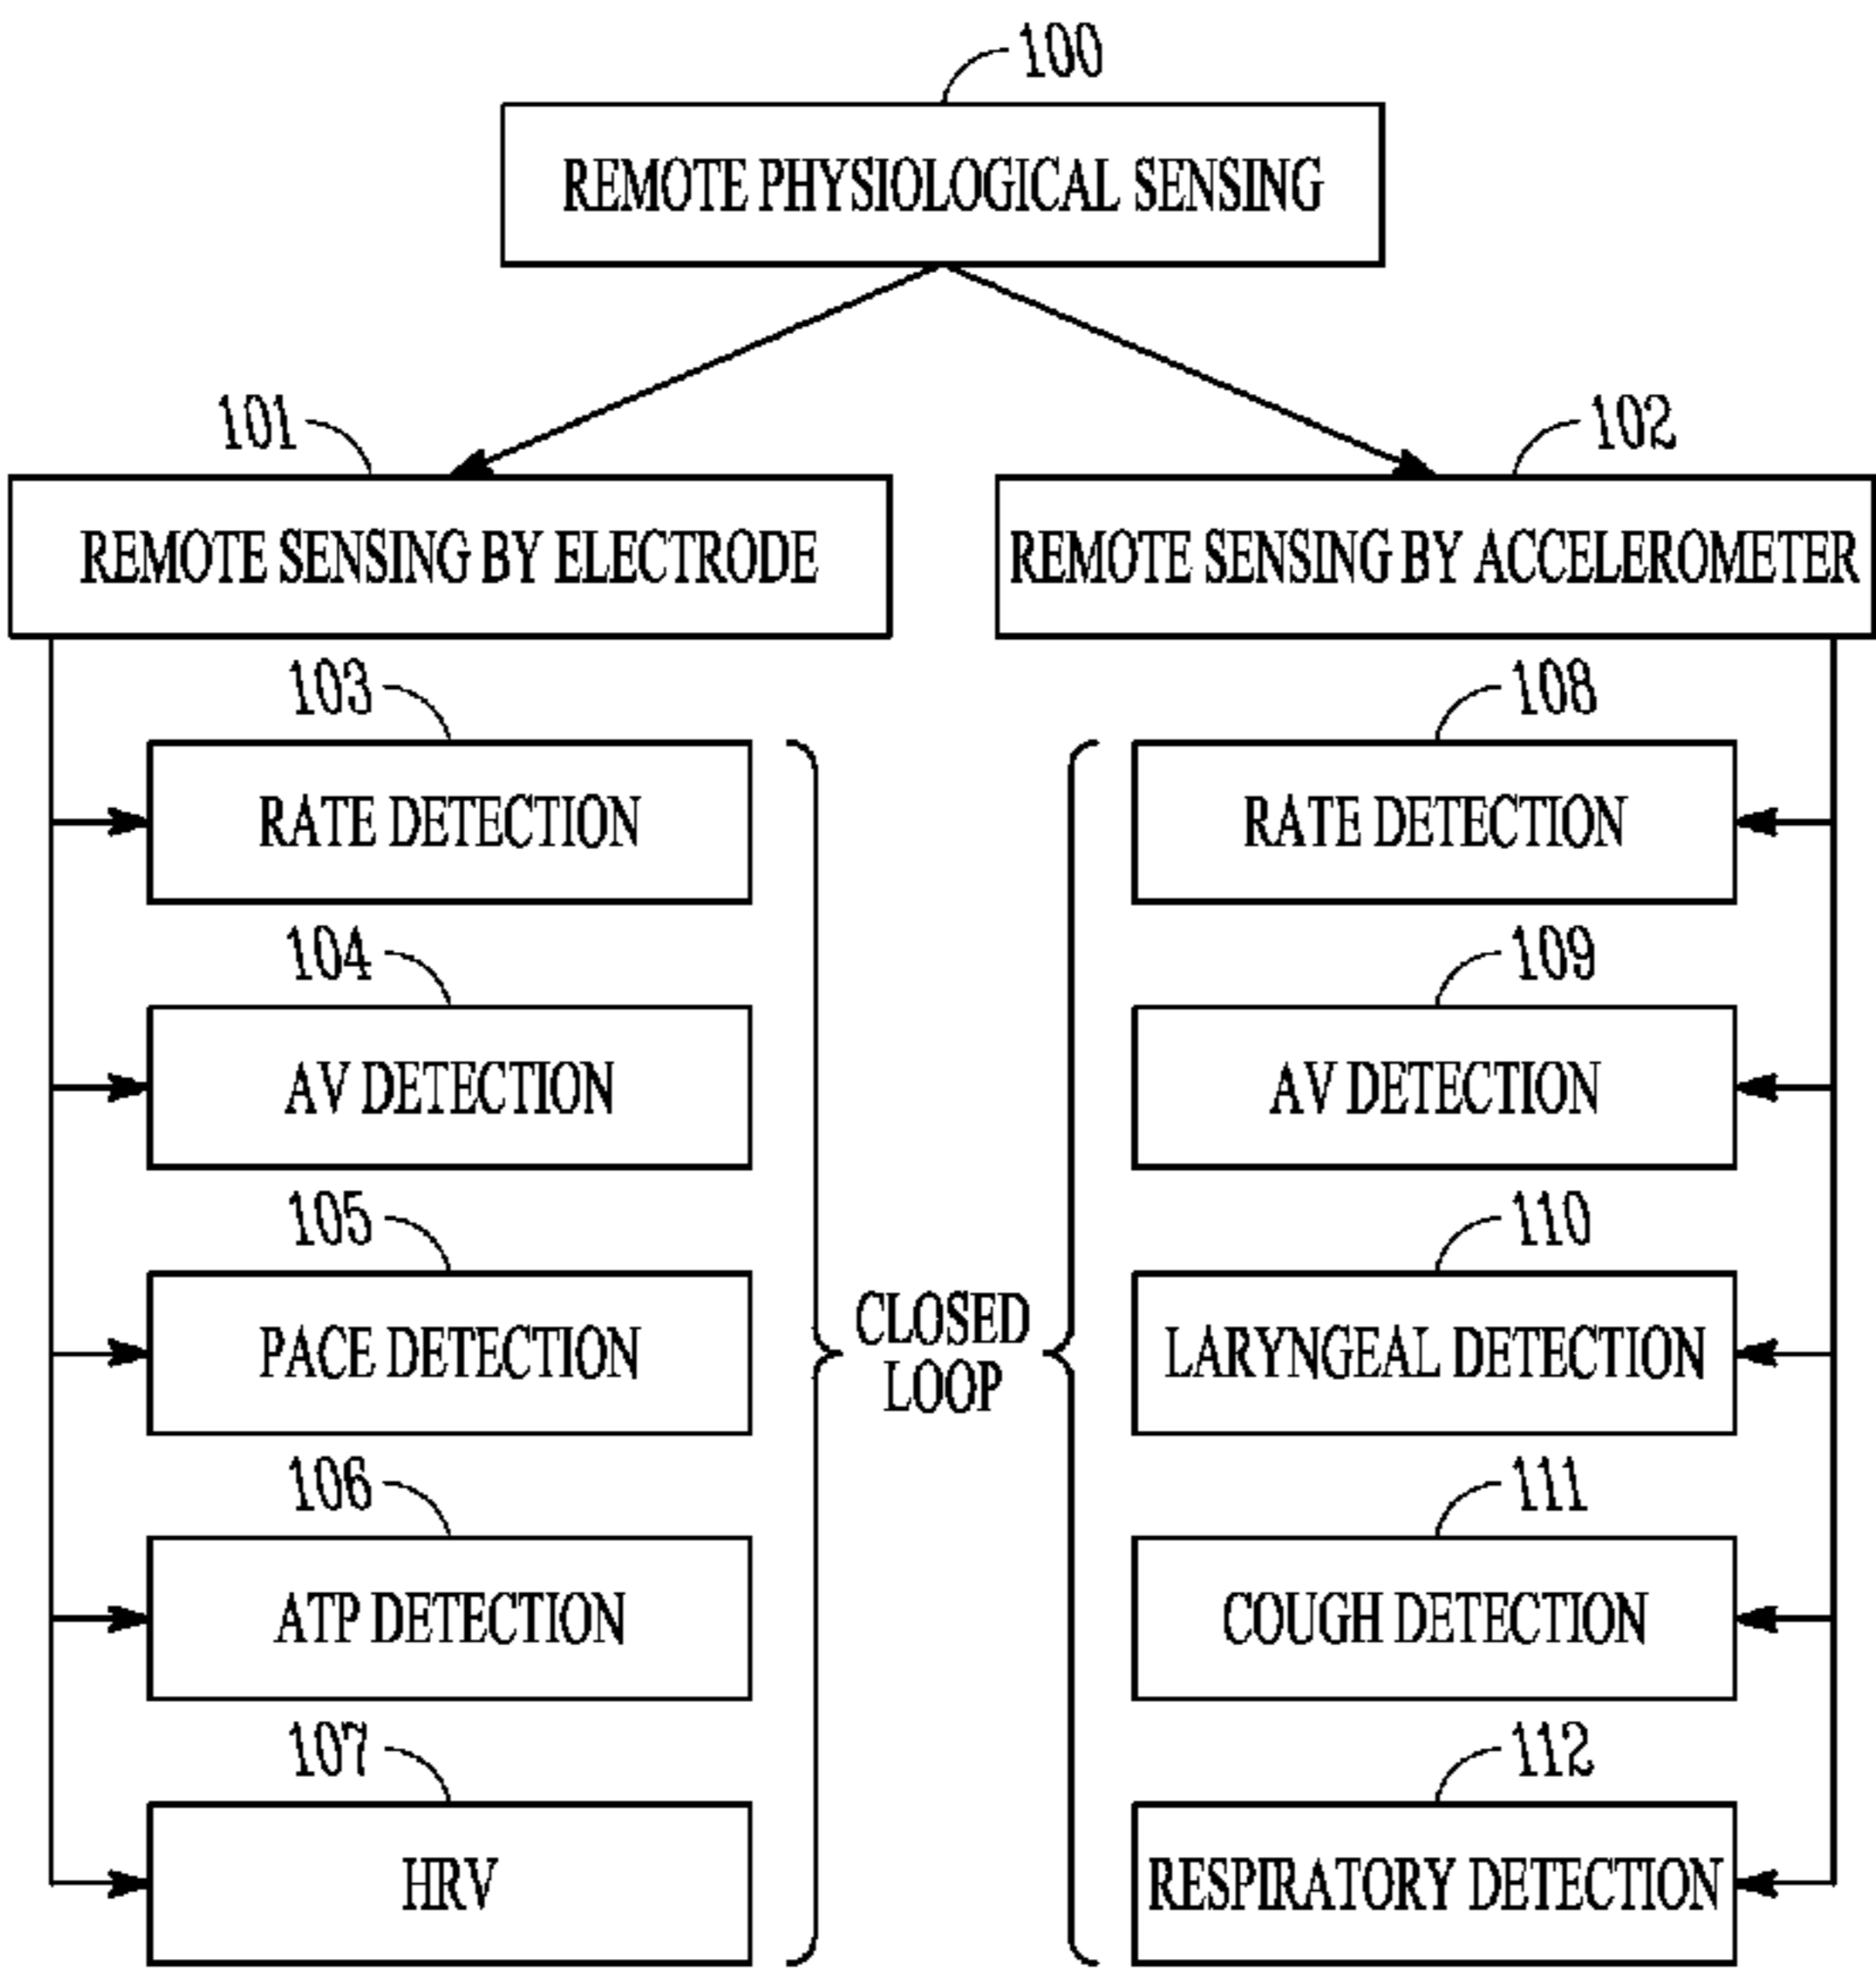 100
REMOTE PHYSIOLOGICAL SENSING
101
REMOTE SENSING BY ELECTRODE
103
RATE DETECTION
104
AV DETECTION
105
PACE DETECTION
106
ATP DETECTION
107
HRV
CLOSED
LOOP
102
REMOTE SENSING BY ACCELEROMETER
108
RATE DETECTION
109
AV DETECTION
110
LARYNGEAL DETECTION
111
COUGH DETECTION
112
RESPIRATORY DETECTION